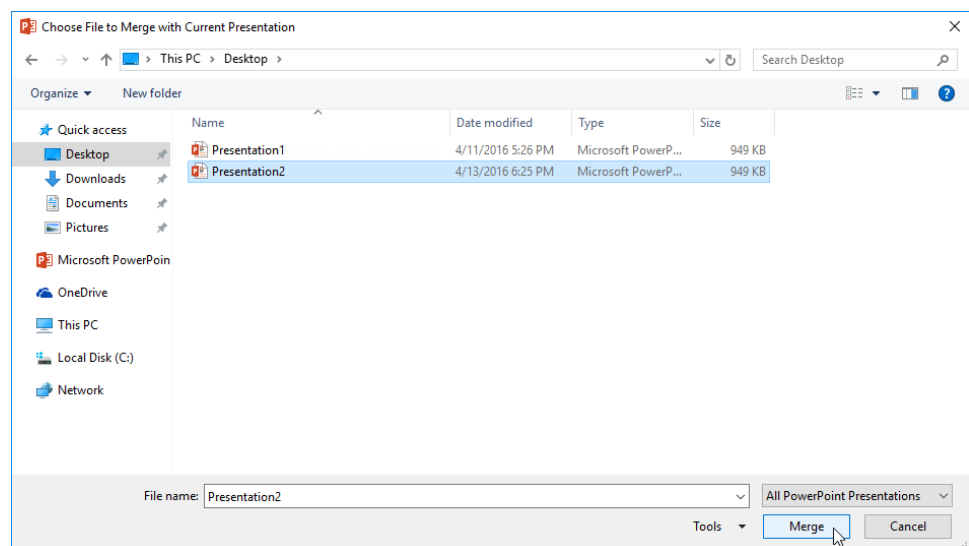 Choose File to Merge with Current Presentation
This PC > Desktop >
Search Desktop
Organize
New folder
Name
Date modified
Type
Size
Quick access
Desktop
Downloads
Documents
Pictures
Microsoft PowerPoin
OneDrive
This PC
Local Disk (C:)
Network
Presentation1 4/11/2016 5:26 PM Microsoft PowerP... 949 KB
Presentation2 4/13/2016 6:25 PM Microsoft PowerP... 949 KB
File name: Presentation2
All PowerPoint Presentations
Tools
Merge
Cancel